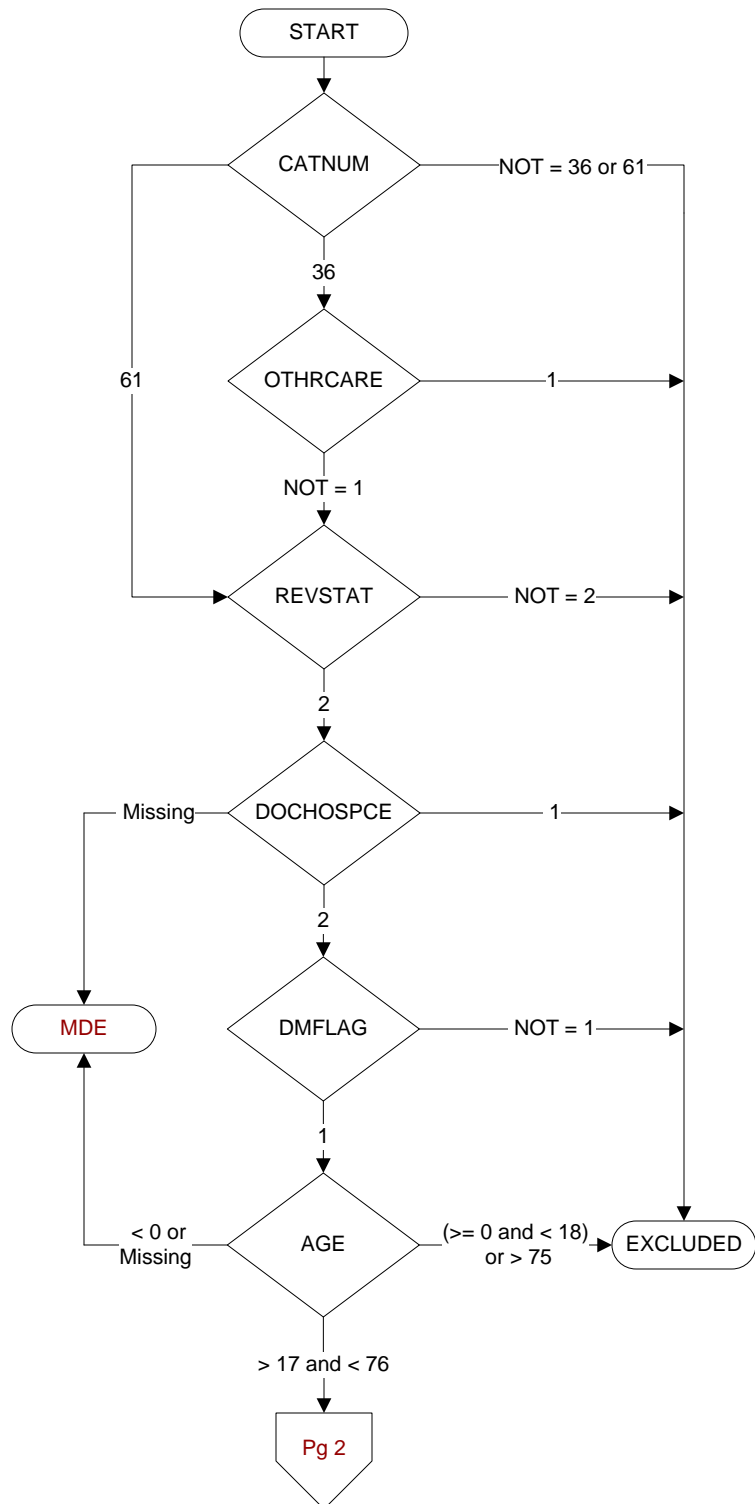 START
CATNUM
NOT = 36 or 61
36
61
OTHRCARE
1
NOT = 1
REVSTAT
NOT = 2
2
Missing
DOCHOSPCE
1
2
MDE
DMFLAG
NOT = 1
1
< 0 or
Missing
AGE
(>= 0 and < 18)
or > 75
EXCLUDED
> 17 and < 76
Pg 2